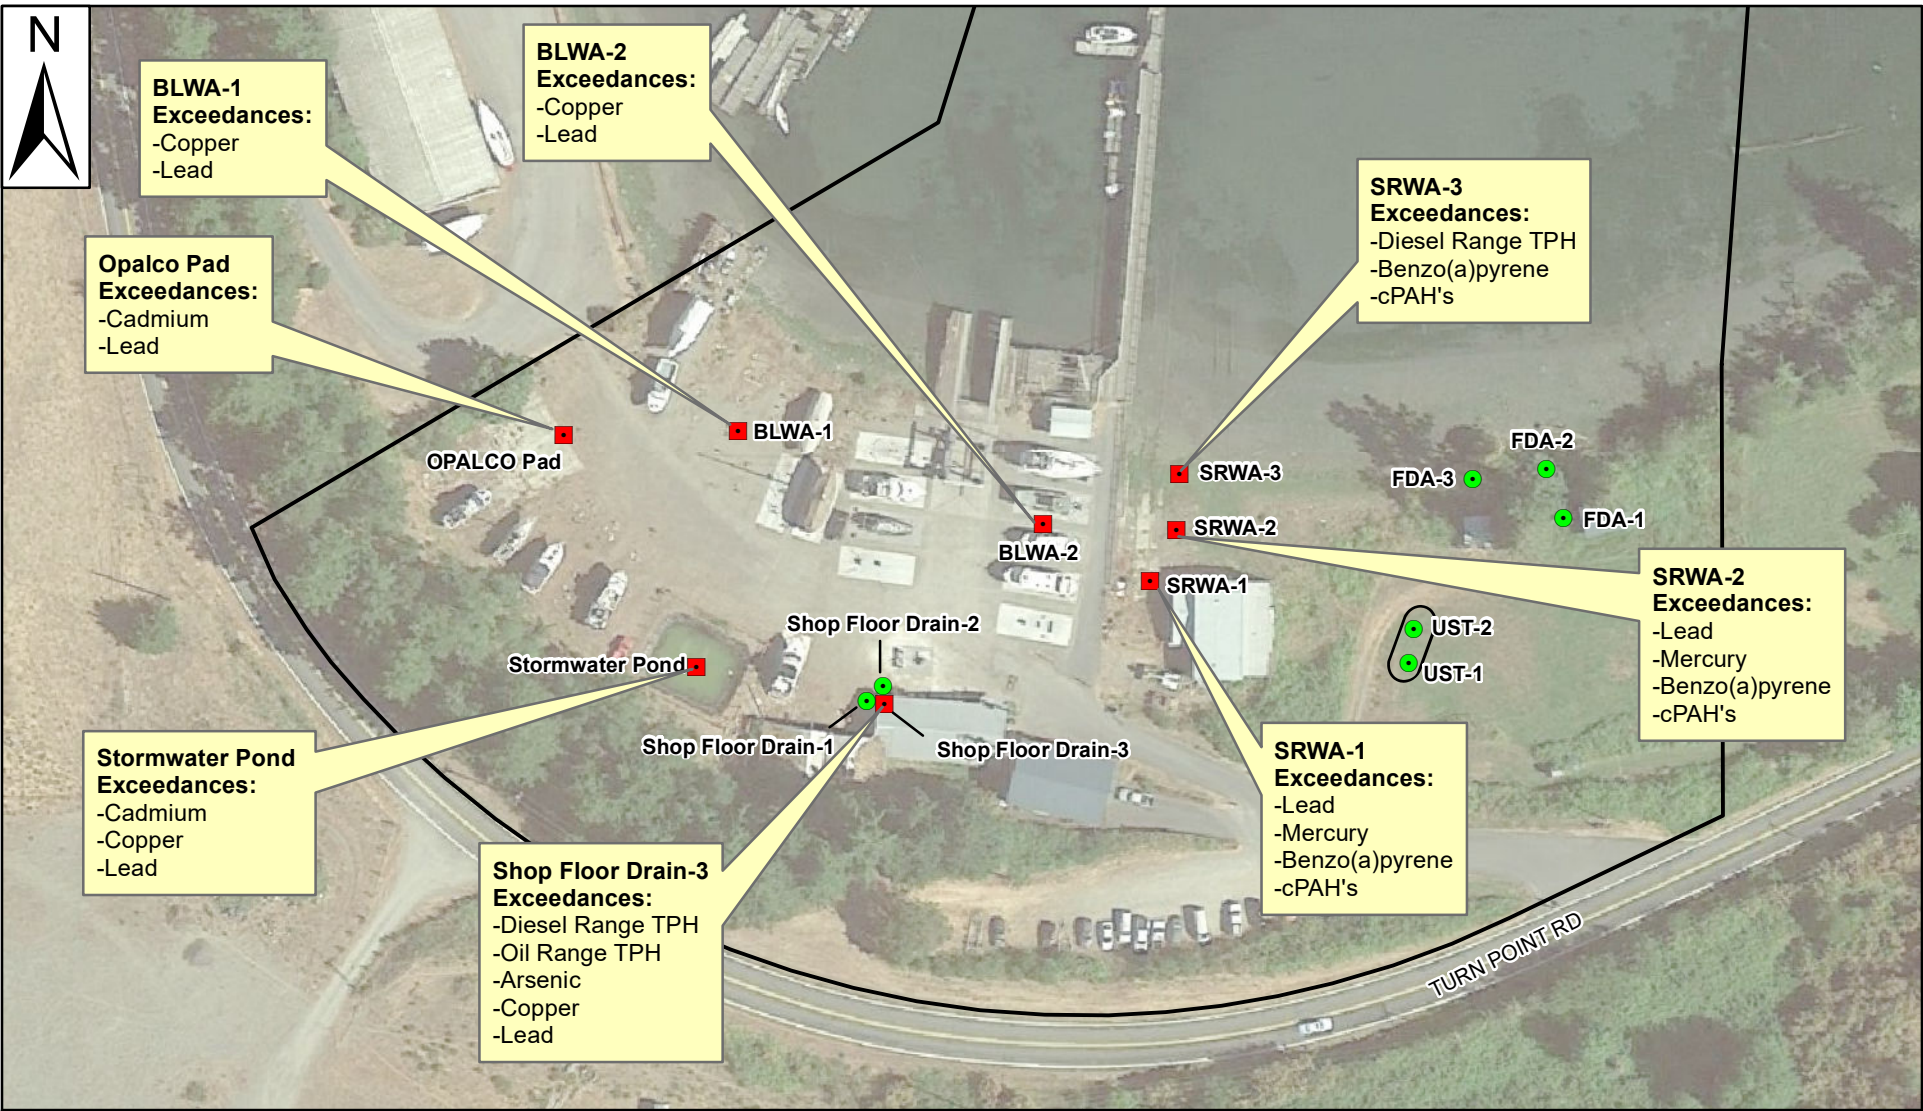 N
BLWA-1
Exceedances:
-Copper
-Lead
BLWA-2
Exceedances:
-Copper
-Lead
SRWA-3
Exceedances:
-Diesel Range TPH
-Benzo(a)pyrene
-cPAH's
Opalco Pad
Exceedances:
-Cadmium
-Lead
BLWA-1
OPALCO Pad
SRWA-3
FDA-2
FDA-3
FDA-1
SRWA-2
BLWA-2
SRWA-1
SRWA-2
Exceedances:
-Lead
-Mercury
-Benzo(a)pyrene
-cPAH's
Shop Floor Drain-2
UST-2
UST-1
Stormwater Pond
Shop Floor Drain-1
Shop Floor Drain-3
Stormwater Pond
Exceedances:
-Cadmium
-Copper
-Lead
SRWA-1
Exceedances:
-Lead
-Mercury
-Benzo(a)pyrene
-cPAH's
Shop Floor Drain-3
Exceedances:
-Diesel Range TPH
-Oil Range TPH
-Arsenic
-Copper
-Lead
TURN POINT RD